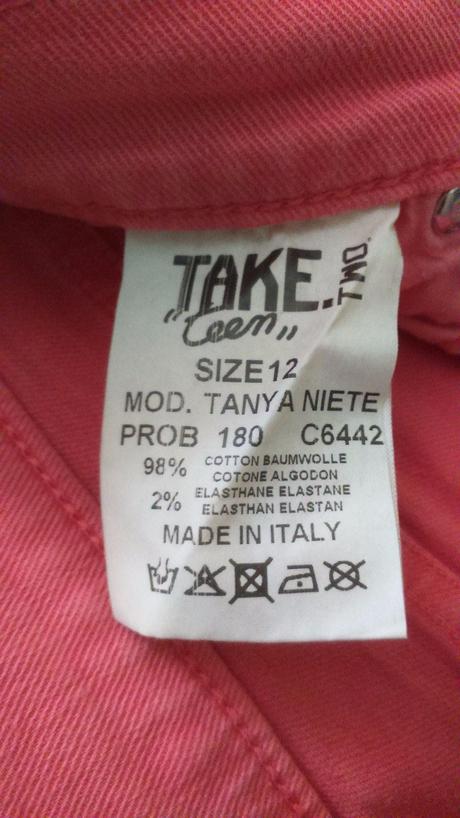 TAKE.TWO.
"Teen"
SIZE 12
MOD. TANYA NIETE
PROB 180 C6442
98% COTTON BAUMWOLLE
COTONE ALGODON
2% ELASTHANE ELASTANE
ELASTHAN ELASTAN
MADE IN ITALY